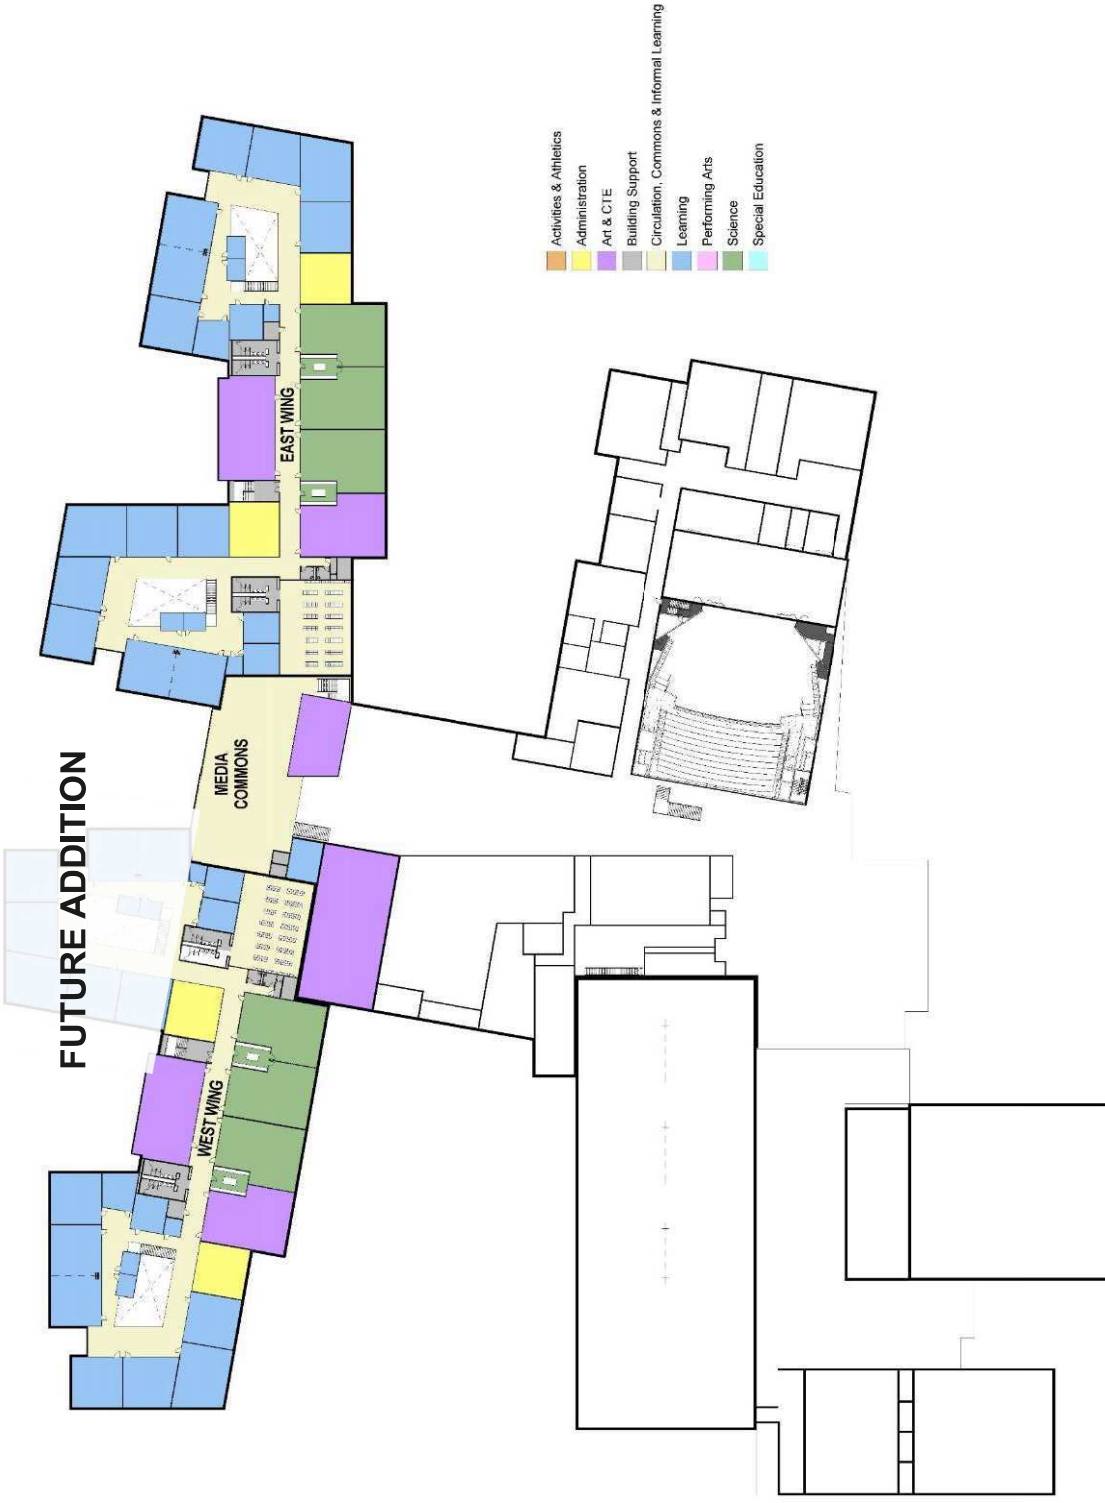 FUTURE ADDITION
WEST WING
MEDIA
COMMONS
EAST WING
Activities & Athletics
Administration
Art & CTE
Building Support
Circulation, Commons & Informal Learning
Learning
Performing Arts
Science
Special Education